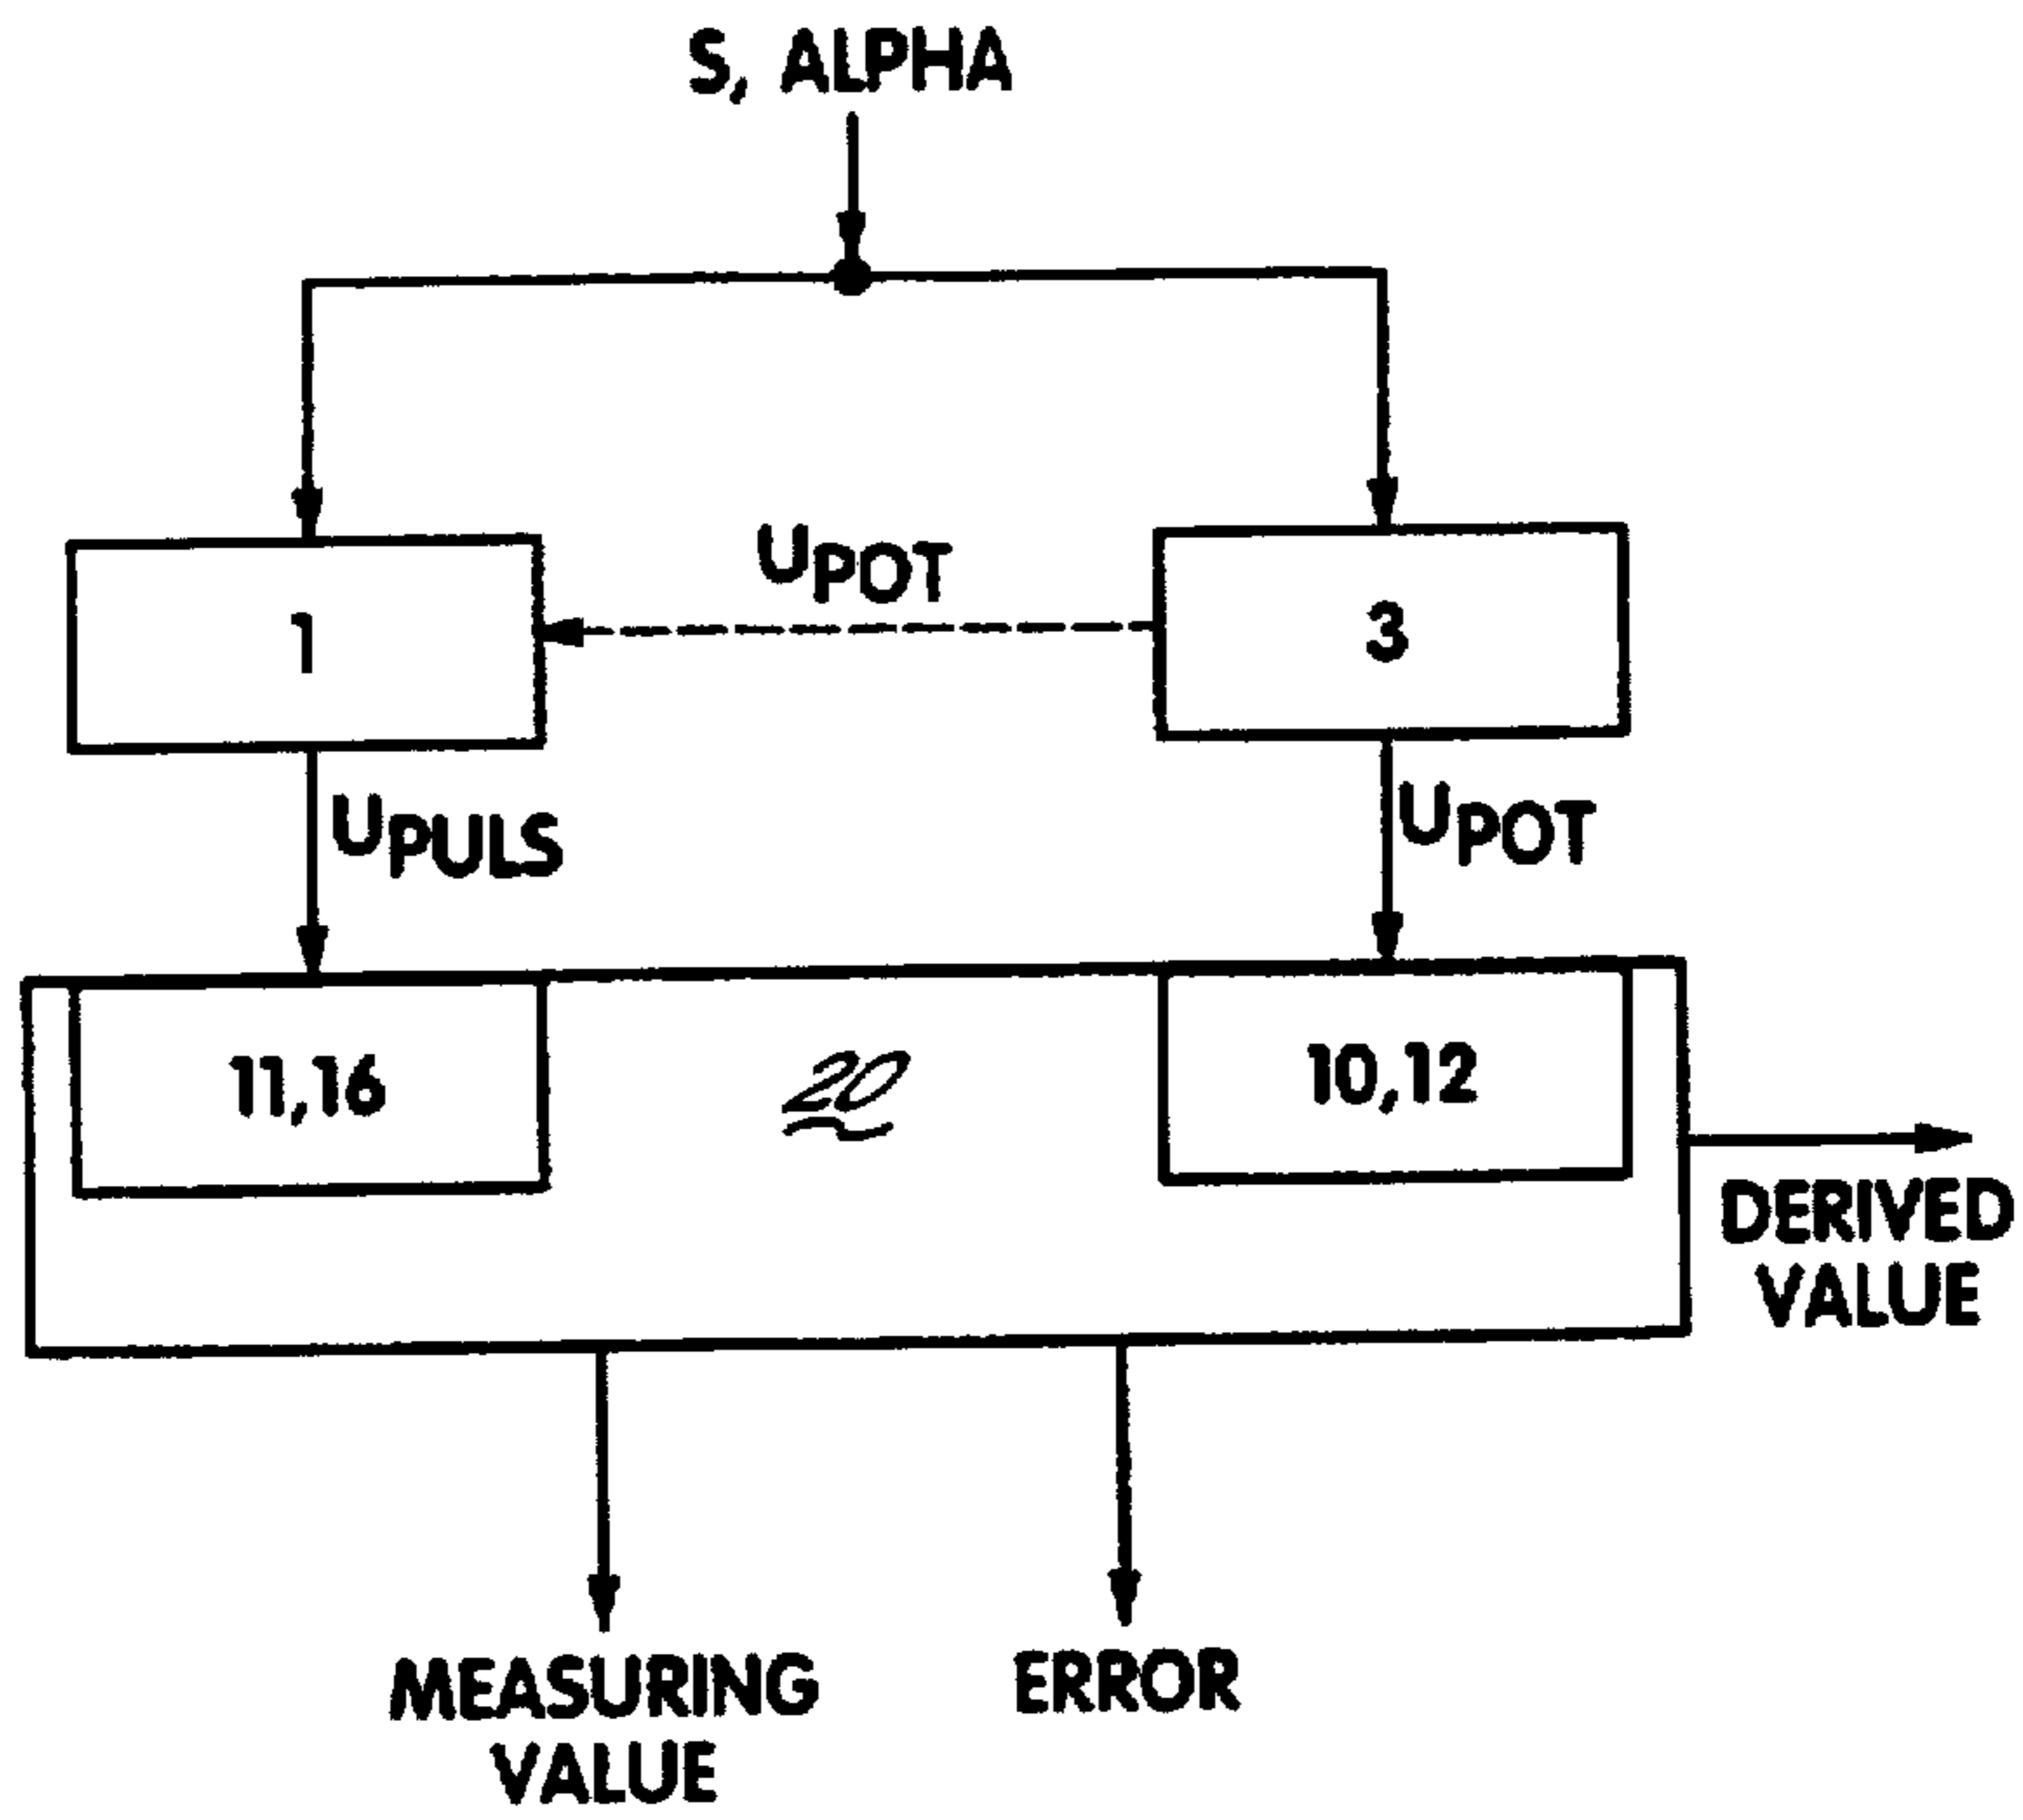 S, ALPHA
UPOT
1
3
UPULS
UPOT
11,16
20
10,12
DERIVED
VALUE
MEASURING
VALUE
ERROR